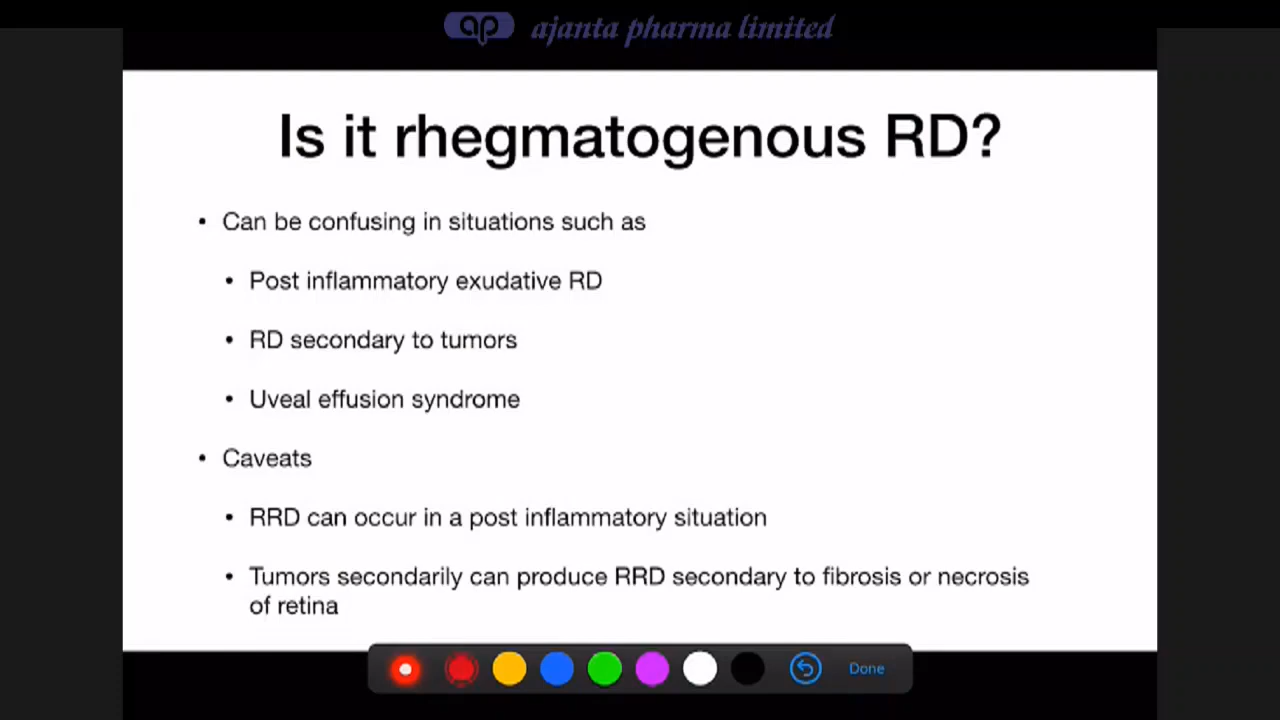 ap ajanta pharma limited
Is it rhegmatogenous RD?
• Can be confusing in situations such as
• Post inflammatory exudative RD
• RD secondary to tumors
• Uveal effusion syndrome
• Caveats
• RRD can occur in a post inflammatory situation
• Tumors secondarily can produce RRD secondary to fibrosis or necrosis
of retina
Done